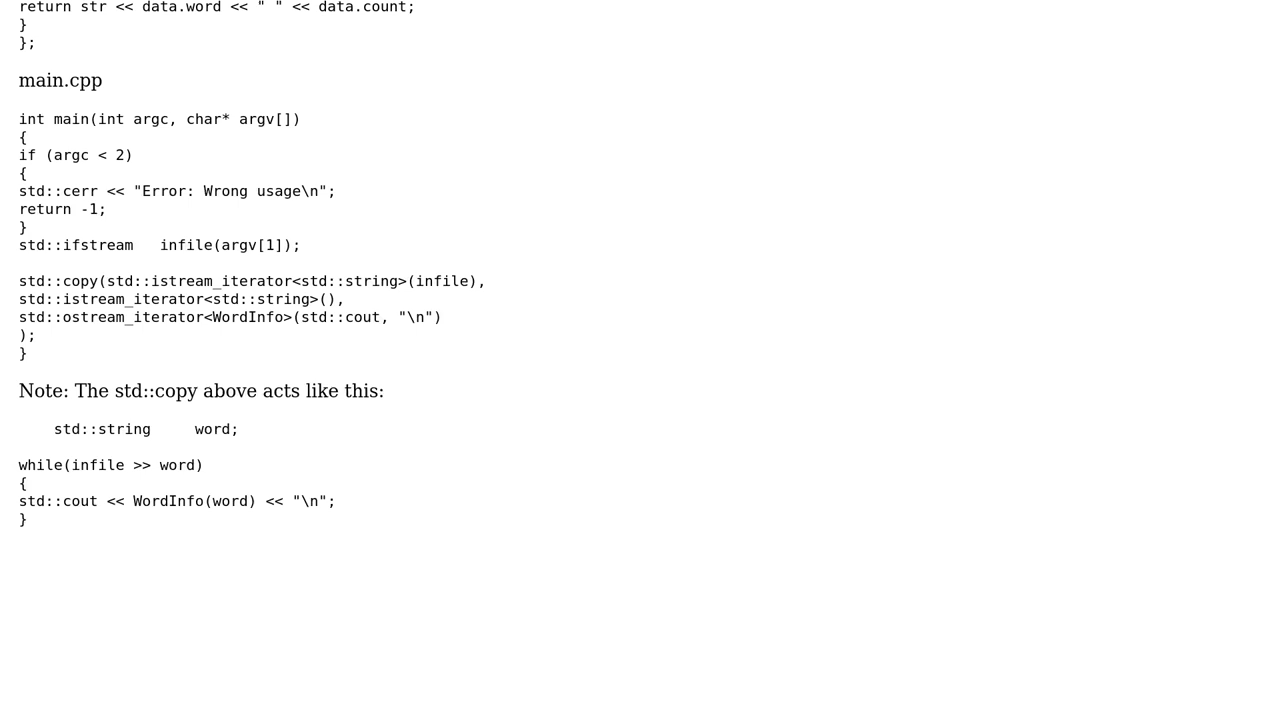 return str << data.word << " " << data.count;
}
};
main.cpp
int main(int argc, char* argv[])
{
if (argc < 2)
{
std::cerr << "Error: Wrong usage\n";
return -1;
}
std::ifstream   infile(argv[1]);
std::copy(std::istream_iterator<std::string>(infile),
std::istream_iterator<std::string>(),
std::ostream_iterator<WordInfo>(std::cout, "\n")
);
}
Note: The std::copy above acts like this:
    std::string     word;
while(infile >> word)
{
std::cout << WordInfo(word) << "\n";
}